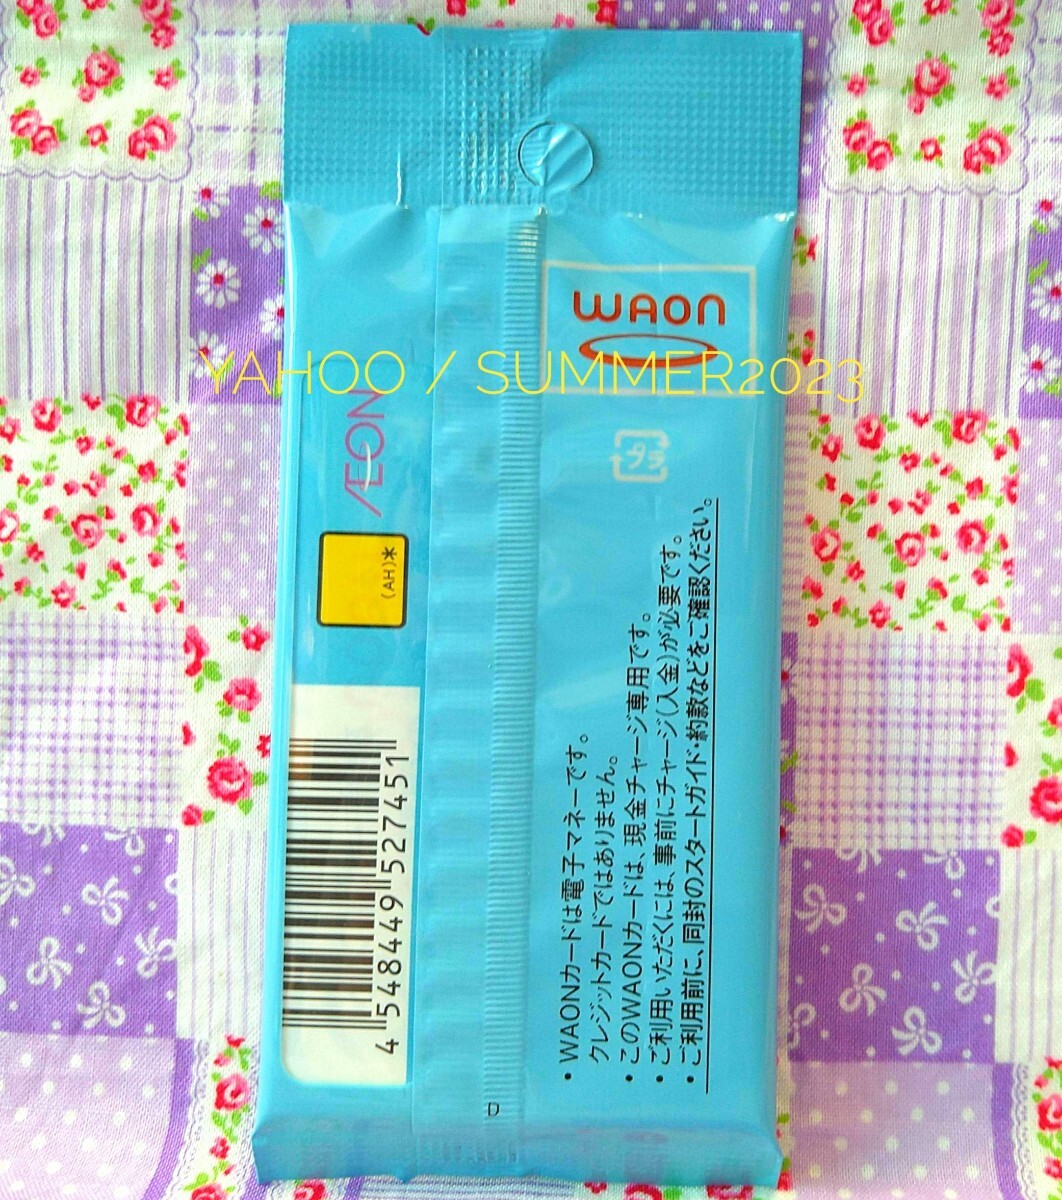 WAON
YAHOO / SUMMER2023
プラ
ÆON
(AH)木
4 548449 527451
・WAONカードは電子マネーです。
クレジットカードではありません。
・このWAONカードは、現金チャージ専用です。
・ご利用いただくには、事前にチャージ(入金)が必要です。
・ご利用前に、同封のスタートガイド・約款などをご確認ください。
D